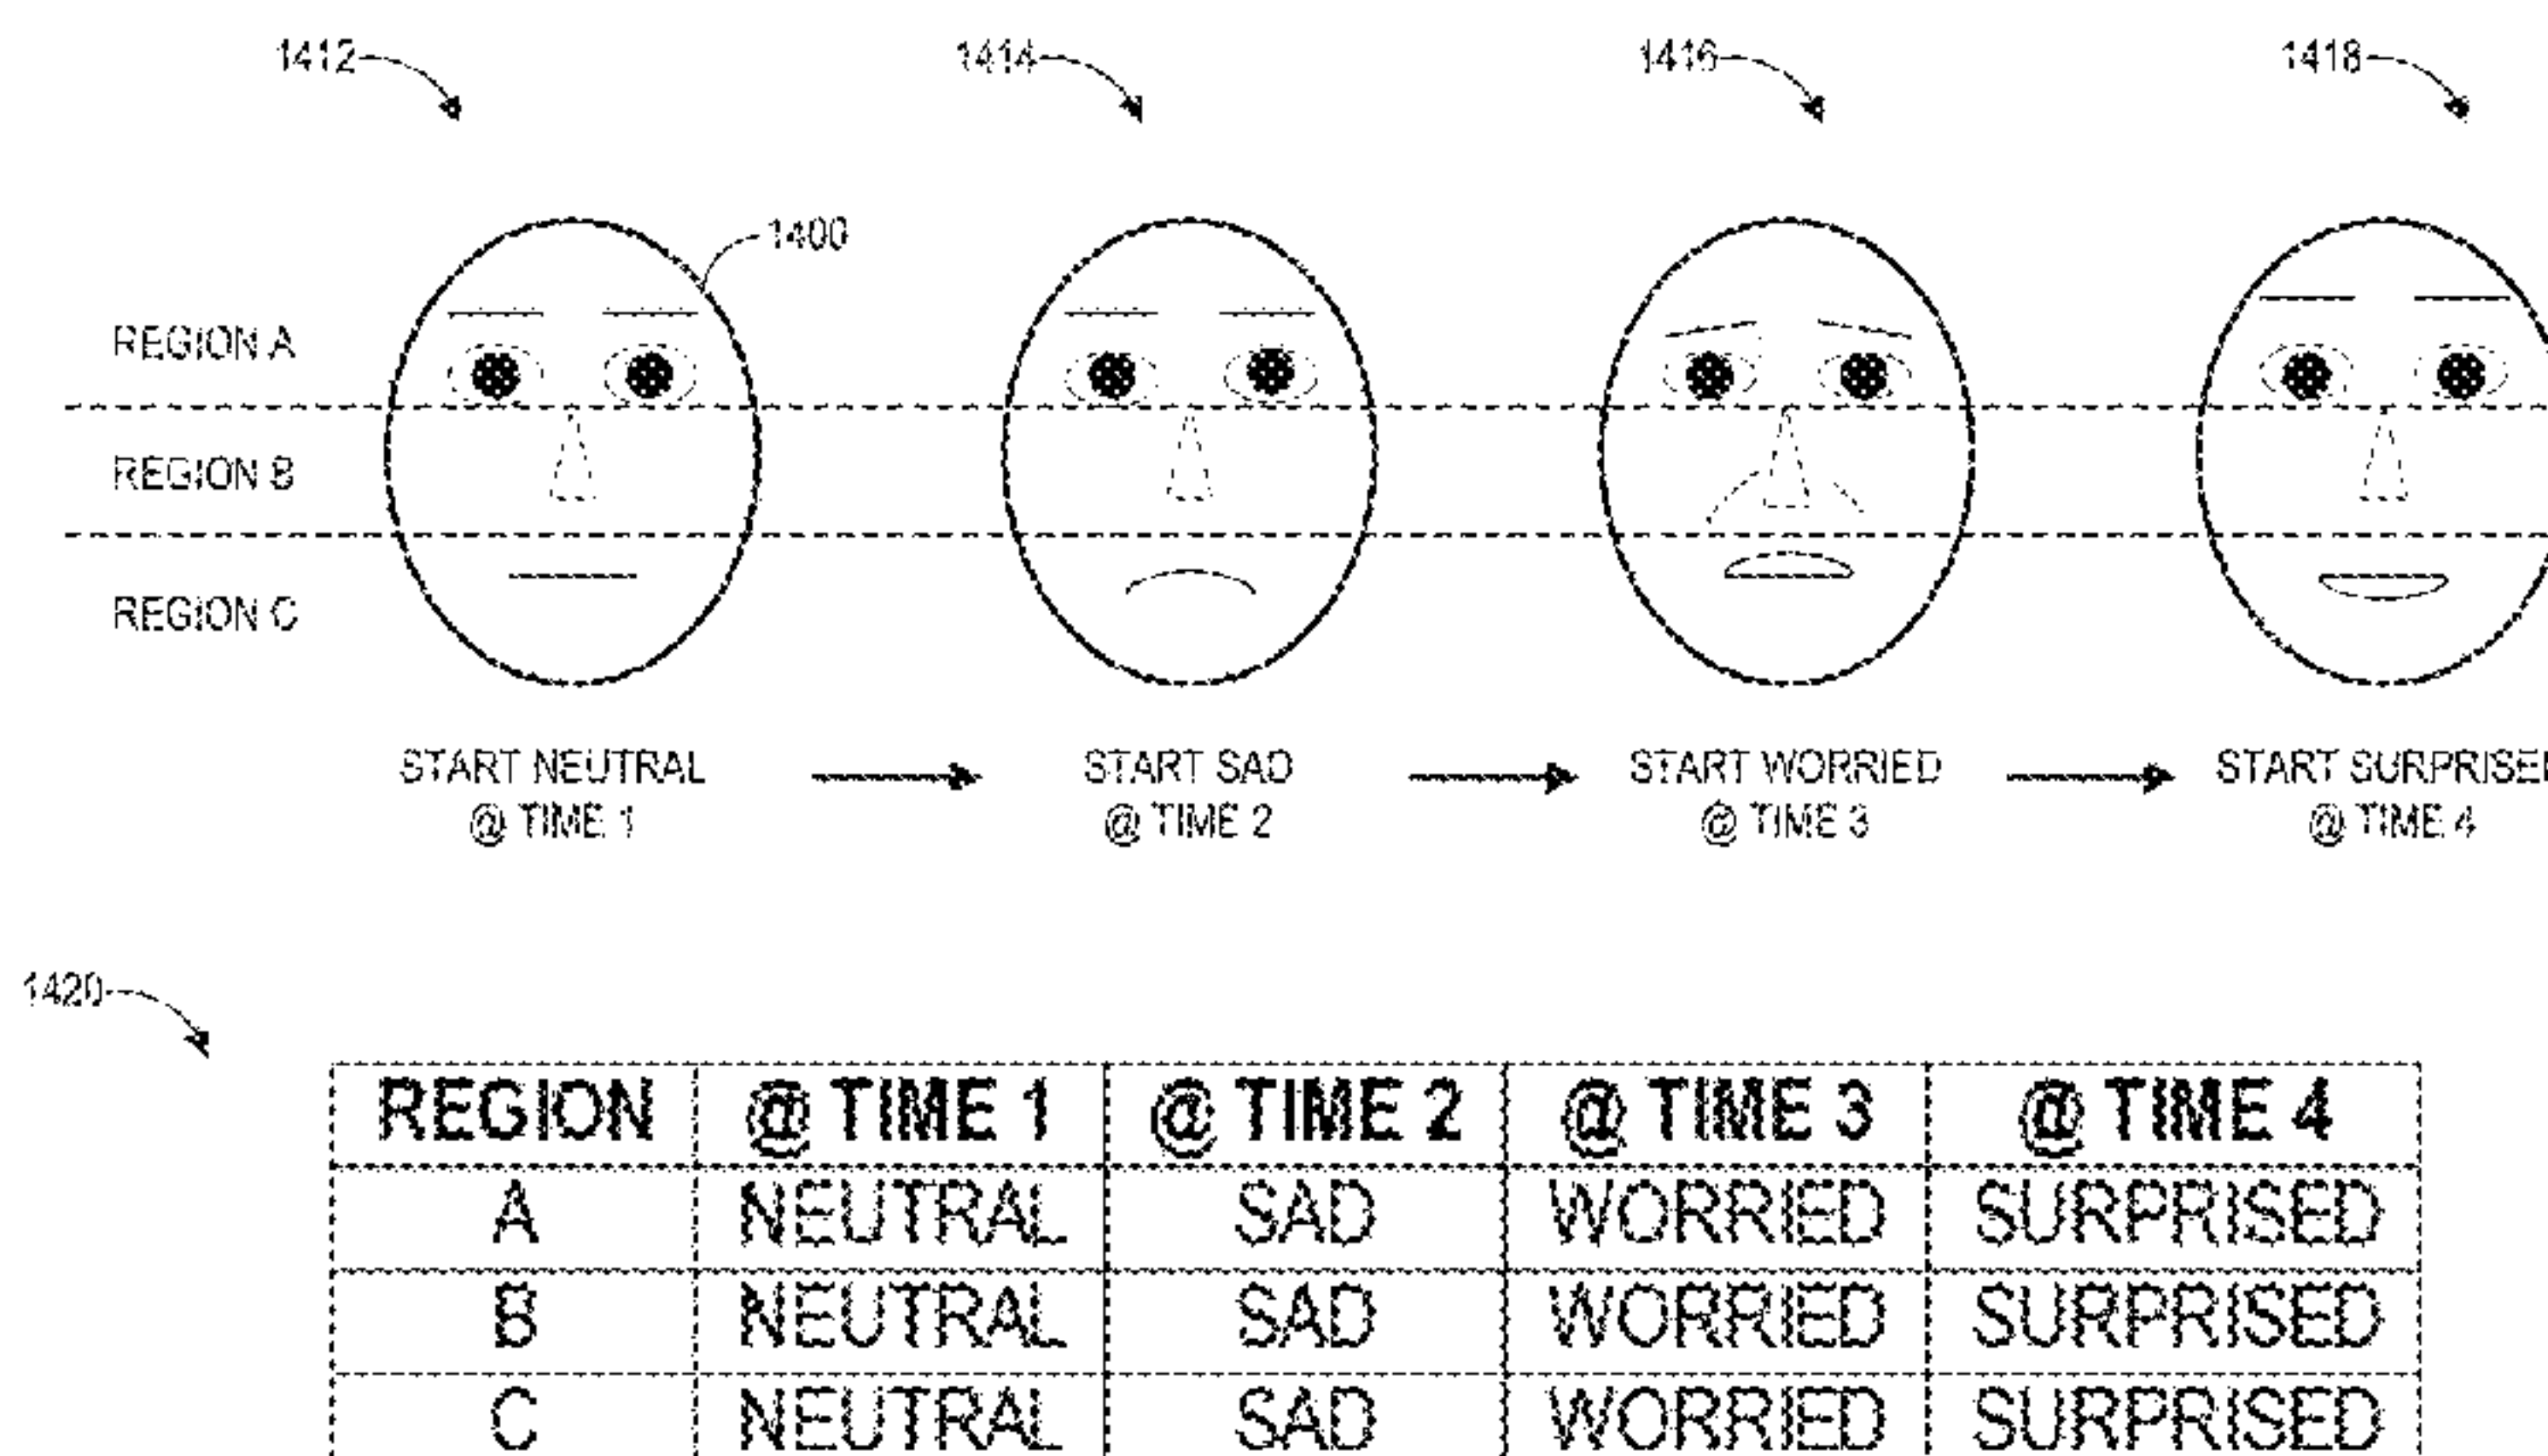 1412
1414
1416
1418
1400
REGION A
REGION B
REGION C
START NEUTRAL
@ TIME 1
START SAD
@ TIME 2
START WORRIED
@ TIME 3
START SURPRISED
@ TIME 4
1420
REGION @ TIME 1 @ TIME 2 @ TIME 3 @ TIME 4
A NEUTRAL SAD WORRIED SURPRISED
B NEUTRAL SAD WORRIED SURPRISED
C NEUTRAL SAD WORRIED SURPRISED